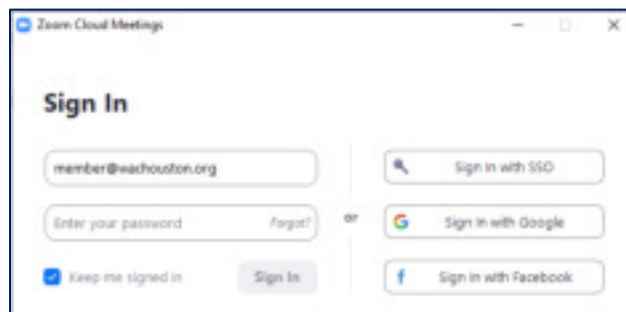 Zoom Cloud Meetings
Sign In
member@wachouston.org
Enter your password Forgot?
Keep me signed in Sign In
or
Sign In with SSO
Sign In with Google
Sign in with Facebook